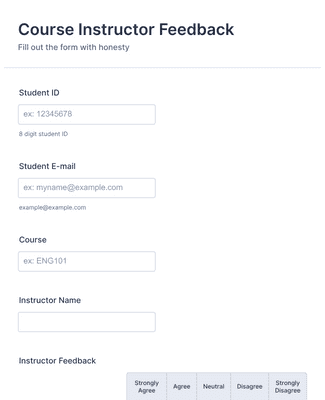 Course Instructor Feedback
Fill out the form with honesty
Student ID
ex: 12345678
8 digit student ID
Student E-mail
ex: myname@example.com
example@example.com
Course
ex: ENG101
Instructor Name
Instructor Feedback
Strongly Agree Agree Neutral Disagree Strongly Disagree